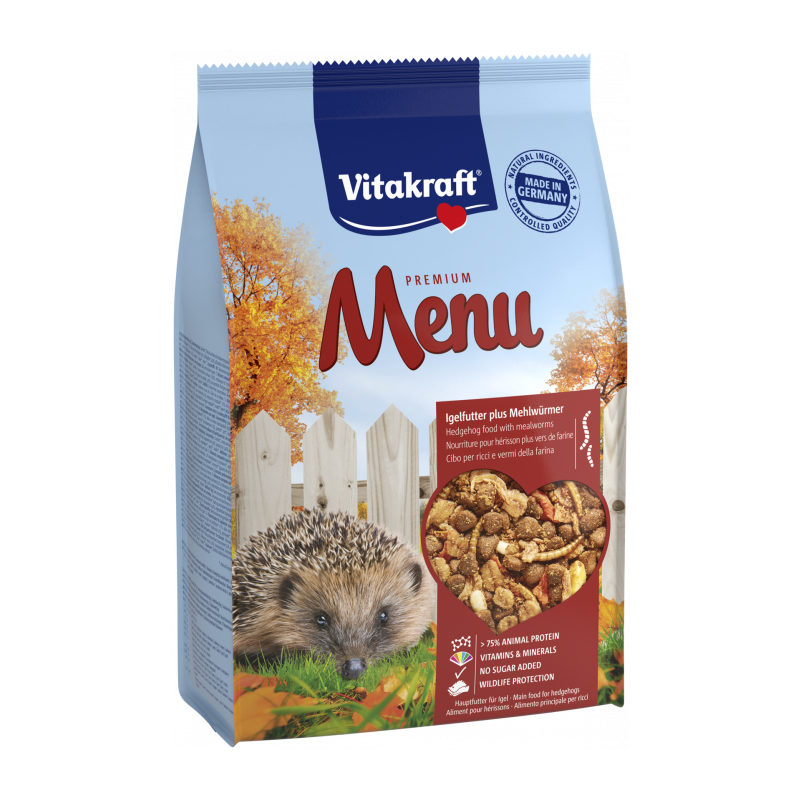 Vitakraft®
NATURAL INGREDIENTS
MADE IN
GERMANY
CONTROLLED QUALITY
PREMIUM
Menu
Igelfutter plus Mehlwürmer
Hedgehog food with mealworms
Nourriture pour hérisson plus vers de farine
Cibo per ricci e vermi della farina
> 75% ANIMAL PROTEIN
VITAMINS & MINERALS
NO SUGAR ADDED
WILDLIFE PROTECTION
Hauptfutter für Igel · Main food for hedgehogs
Aliment pour hérissons · Alimento principale per ricci